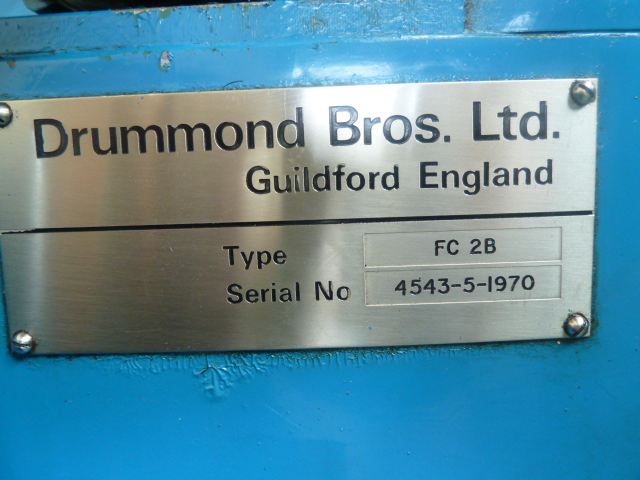 Drummond Bros. Ltd.
Guildford England
Type FC 2B
Serial No 4543-5-1970